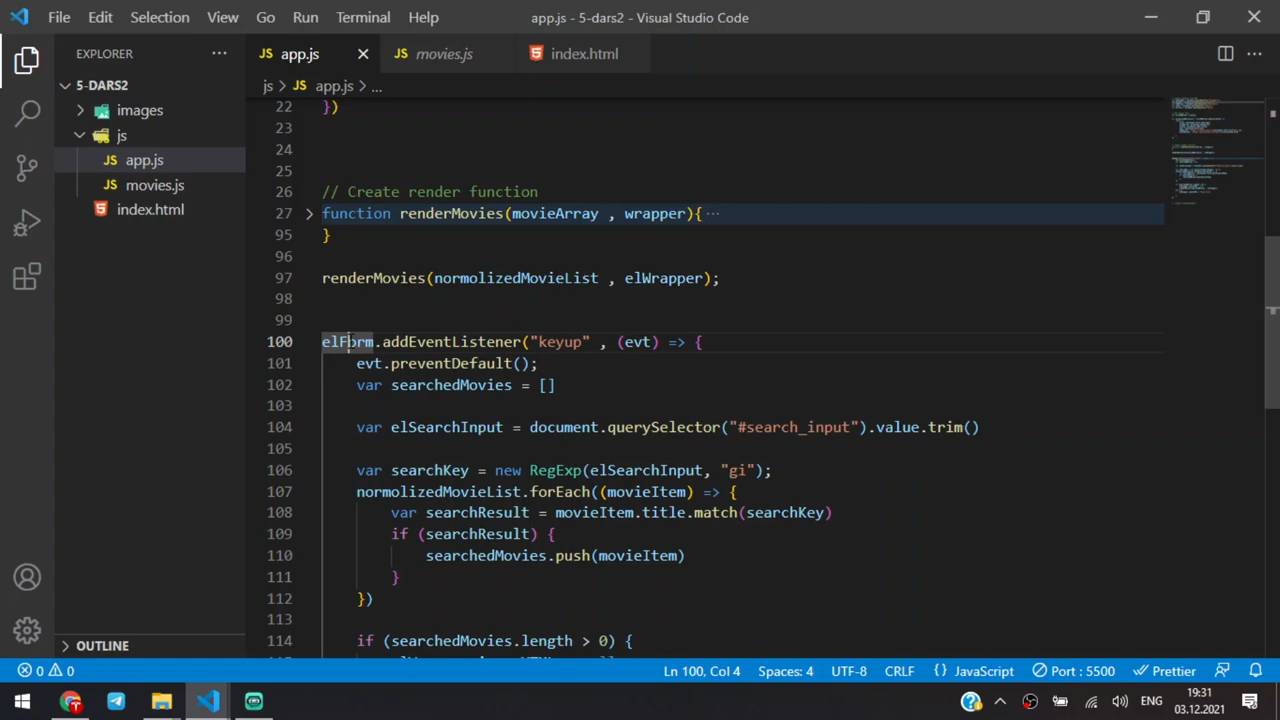 File Edit Selection View Go Run Terminal Help app.js - 5-dars2 - Visual Studio Code
EXPLORER
JS app.js JS movies.js index.html
5-DARS2
images
js
JS app.js
JS movies.js
index.html
OUTLINE
js > JS app.js > ...
22 })
23
24
25
26 // Create render function
27 function renderMovies(movieArray , wrapper){ ···
95 }
96
97 renderMovies(normolizedMovieList , elWrapper);
98
99
100 elForm.addEventListener("keyup" , (evt) => {
101 evt.preventDefault();
102 var searchedMovies = []
103
104 var elSearchInput = document.querySelector("#search_input").value.trim()
105
106 var searchKey = new RegExp(elSearchInput, "gi");
107 normolizedMovieList.forEach((movieItem) => {
108 var searchResult = movieItem.title.match(searchKey)
109 if (searchResult) {
110 searchedMovies.push(movieItem)
111 }
112 })
113
114 if (searchedMovies.length > 0) {
0 0 Ln 100, Col 4 Spaces: 4 UTF-8 CRLF {} JavaScript Port : 5500 Prettier
ENG 19:31
03.12.2021